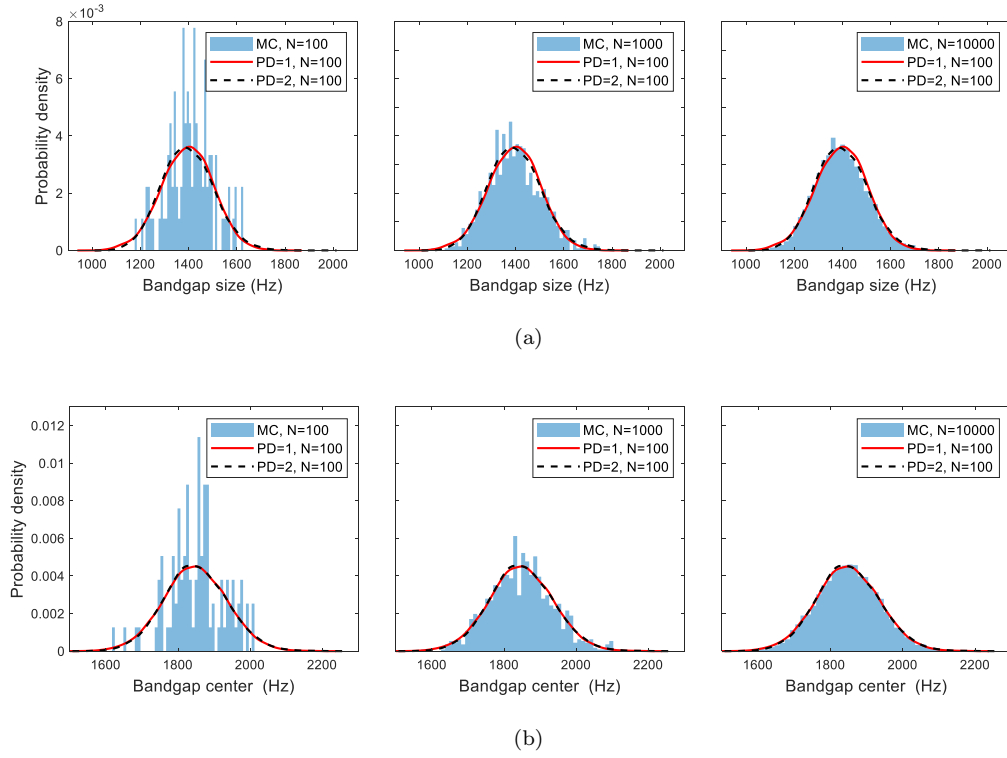 × 10⁻³
8
6
4
2
0
Probability density
MC, N=100
PD=1, N=100
PD=2, N=100
1000 1200 1400 1600 1800 2000
Bandgap size (Hz)
MC, N=1000
PD=1, N=100
PD=2, N=100
1000 1200 1400 1600 1800 2000
Bandgap size (Hz)
MC, N=10000
PD=1, N=100
PD=2, N=100
1000 1200 1400 1600 1800 2000
Bandgap size (Hz)
(a)
0.012
0.01
0.008
0.006
0.004
0.002
0
Probability density
MC, N=100
PD=1, N=100
PD=2, N=100
1600 1800 2000 2200
Bandgap center (Hz)
MC, N=1000
PD=1, N=100
PD=2, N=100
1600 1800 2000 2200
Bandgap center (Hz)
MC, N=10000
PD=1, N=100
PD=2, N=100
1600 1800 2000 2200
Bandgap center (Hz)
(b)